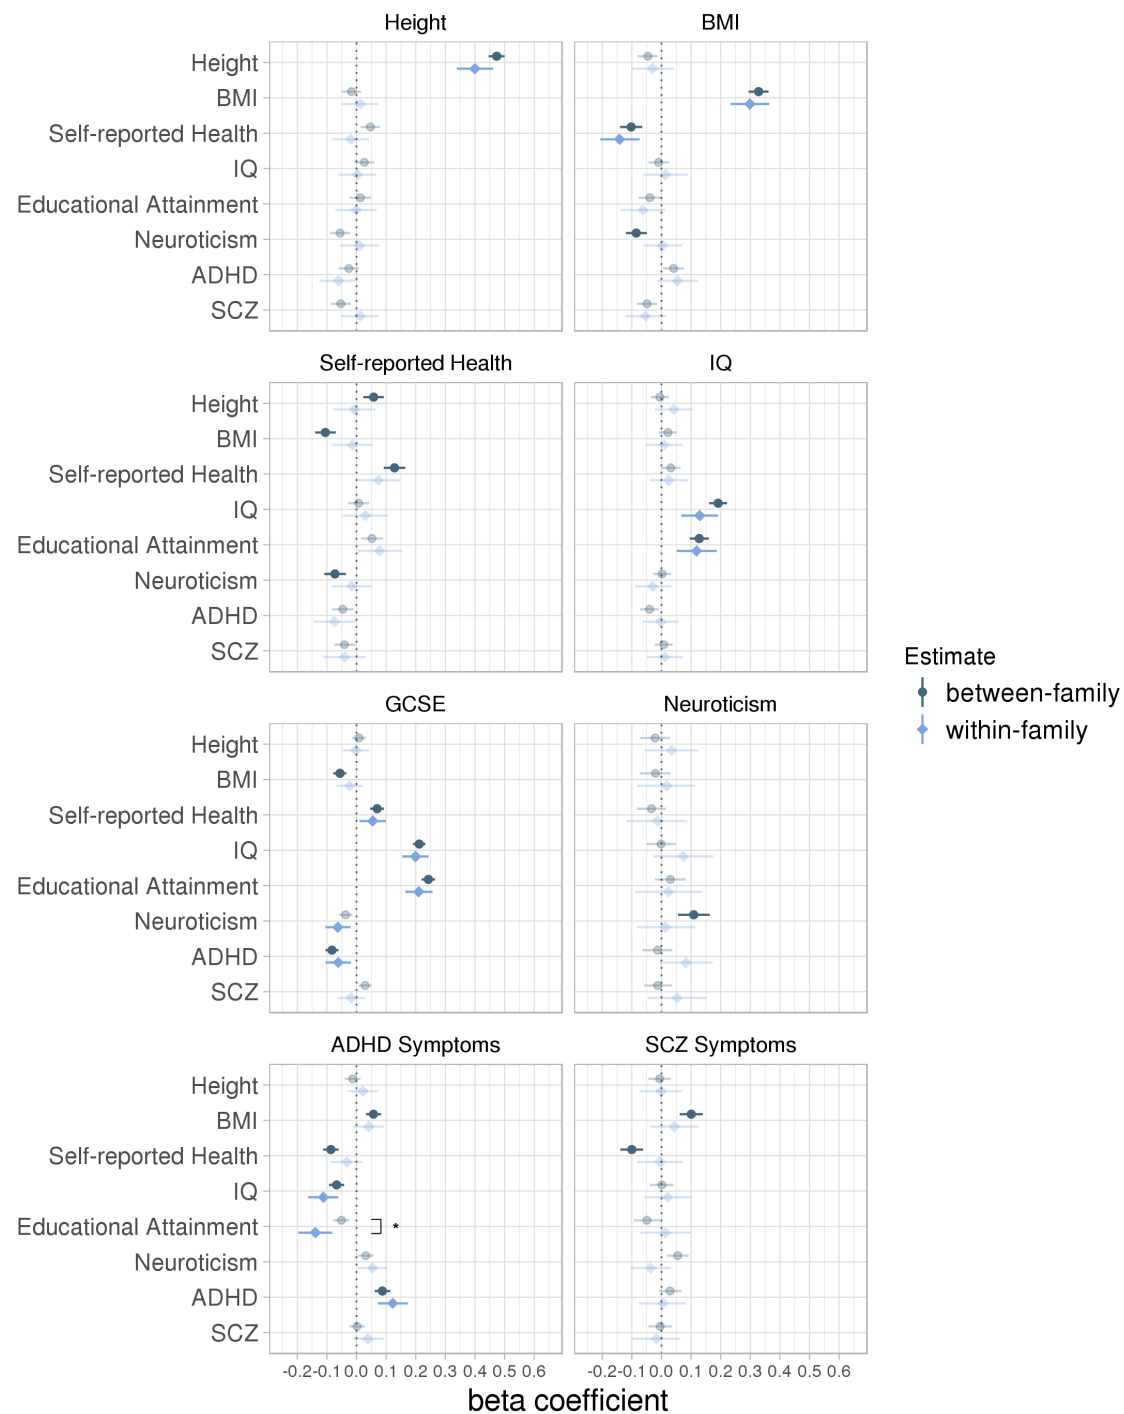 Height BMI
Height
BMI
Self-reported Health
IQ
Educational Attainment
Neuroticism
ADHD
SCZ
Self-reported Health IQ
Height
BMI
Self-reported Health
IQ
Educational Attainment
Neuroticism
ADHD
SCZ
Estimate
between-family
within-family
GCSE Neuroticism
Height
BMI
Self-reported Health
IQ
Educational Attainment
Neuroticism
ADHD
SCZ
ADHD Symptoms SCZ Symptoms
Height
BMI
Self-reported Health
IQ
Educational Attainment *
Neuroticism
ADHD
SCZ
-0.2 -0.1 0.0 0.1 0.2 0.3 0.4 0.5 0.6 -0.2 -0.1 0.0 0.1 0.2 0.3 0.4 0.5 0.6
beta coefficient